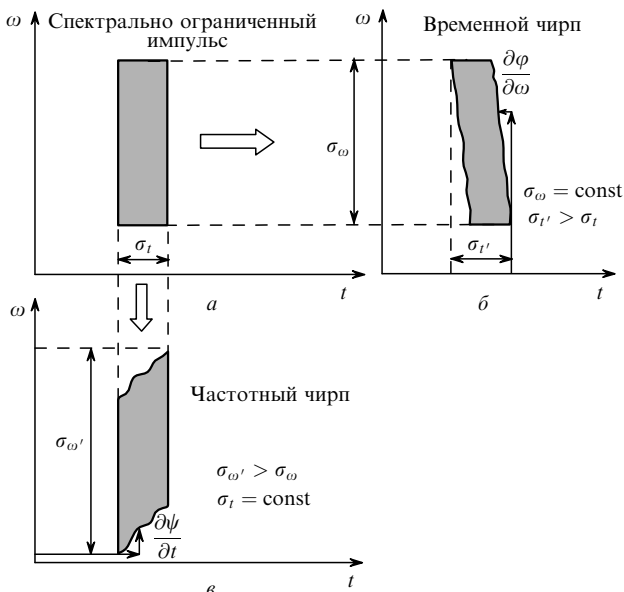 ω
Спектрально ограниченный
импульс
σ_t
t
а
ω
Временной чирп
∂φ/∂ω
σ_ω
σ_ω = const
σ_t′ > σ_t
σ_t′
t
б
ω
Частотный чирп
σ_ω′
σ_ω′ > σ_ω
σ_t = const
∂ψ/∂t
t
в